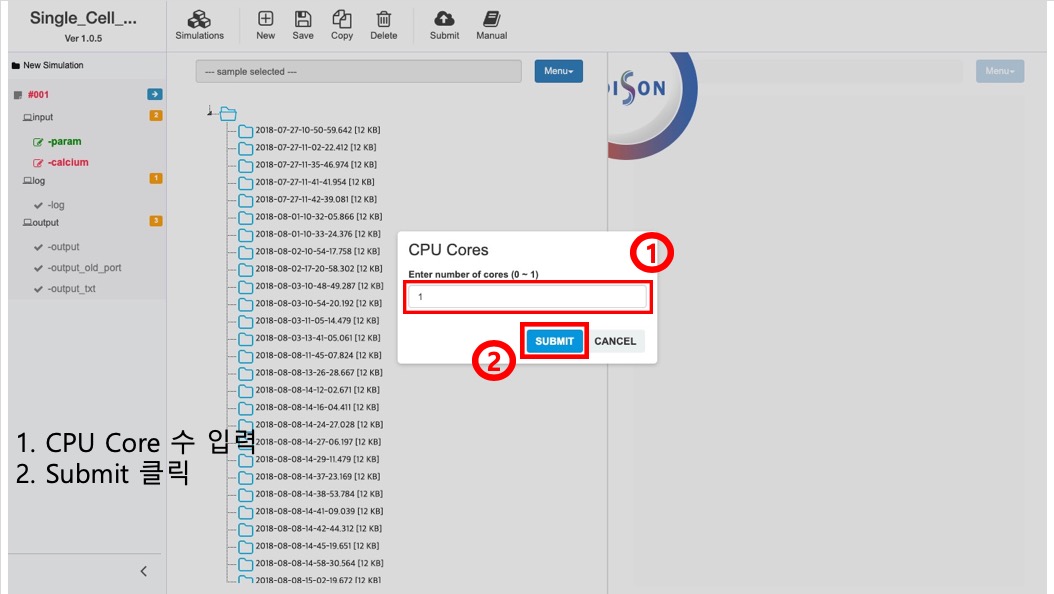 Single_Cell_...
Ver 1.0.5
Simulations
New
Save
Copy
Delete
Submit
Manual
New Simulation
--- sample selected ---
Menu
DISON
Menu
#001
input
2
-param
-calcium
log
1
-log
output
3
-output
-output_old_port
-output_txt
2018-07-27-10-50-59.642 [12 KB]
2018-07-27-11-02-22.412 [12 KB]
2018-07-27-11-35-46.974 [12 KB]
2018-07-27-11-41-41.954 [12 KB]
2018-07-27-11-42-39.081 [12 KB]
2018-08-01-10-32-05.866 [12 KB]
2018-08-01-10-33-24.376 [12 KB]
2018-08-02-10-54-17.758 [12 KB]
2018-08-02-17-20-58.302 [12 KB]
2018-08-03-10-48-49.287 [12 KB]
2018-08-03-10-54-20.192 [12 KB]
2018-08-03-11-05-14.479 [12 KB]
2018-08-03-13-41-05.061 [12 KB]
2018-08-08-11-45-07.824 [12 KB]
2018-08-08-13-26-28.667 [12 KB]
2018-08-08-14-12-02.671 [12 KB]
2018-08-08-14-16-04.411 [12 KB]
2018-08-08-14-24-27.028 [12 KB]
2018-08-08-14-27-06.197 [12 KB]
2018-08-08-14-29-11.479 [12 KB]
2018-08-08-14-37-23.169 [12 KB]
2018-08-08-14-38-53.784 [12 KB]
2018-08-08-14-41-09.039 [12 KB]
2018-08-08-14-42-44.312 [12 KB]
2018-08-08-14-45-19.651 [12 KB]
2018-08-08-14-58-30.564 [12 KB]
2018-08-08-15-02-19.672 [12 KB]
CPU Cores
1
Enter number of cores (0 ~ 1)
1
2
SUBMIT
CANCEL
1. CPU Core 수 입력
2. Submit 클릭